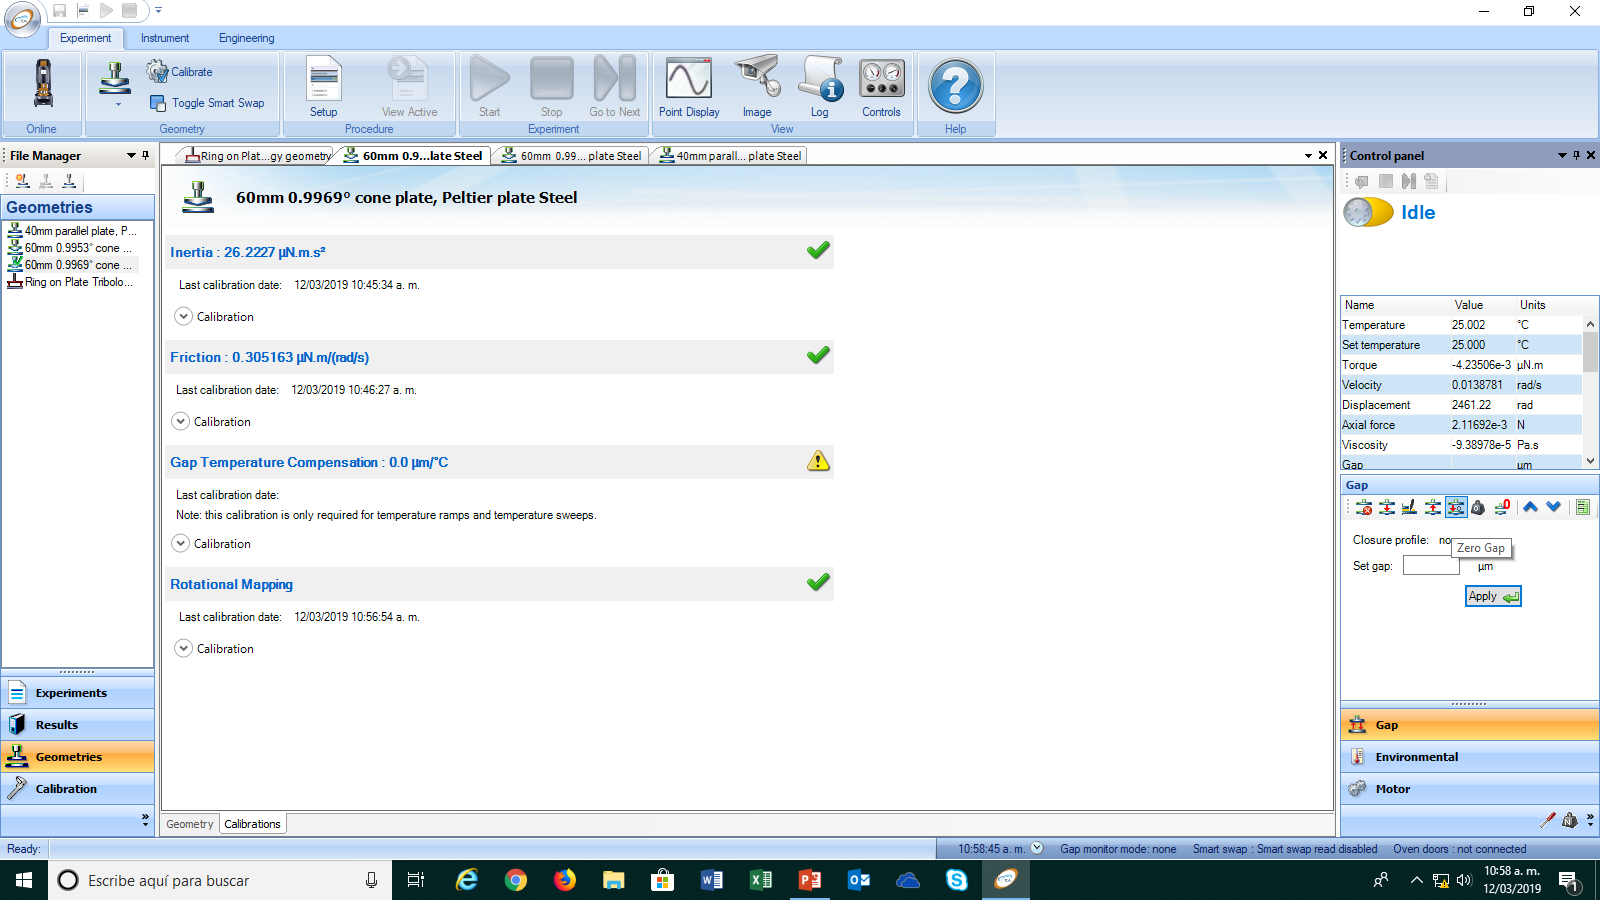 Experiment
Instrument
Engineering
Calibrate
Toggle Smart Swap
Setup
View Active
Start
Stop
Go to Next
Point Display
Image
Log
Controls
Online
Geometry
Procedure
Experiment
View
Help
File Manager
Ring on Plat...gy geometry
60mm 0.9...late Steel
60mm 0.99... plate Steel
40mm parall... plate Steel
Control panel
Geometries
40mm parallel plate, P...
60mm 0.9953° cone ...
60mm 0.9969° cone ...
Ring on Plate Tribolo...
60mm 0.9969° cone plate, Peltier plate Steel
Inertia : 26.2227 µN.m.s²
Last calibration date: 12/03/2019 10:45:34 a. m.
Calibration
Friction : 0.305163 µN.m/(rad/s)
Last calibration date: 12/03/2019 10:46:27 a. m.
Calibration
Gap Temperature Compensation : 0.0 µm/°C
Last calibration date:
Note: this calibration is only required for temperature ramps and temperature sweeps.
Calibration
Rotational Mapping
Last calibration date: 12/03/2019 10:56:54 a. m.
Calibration
Idle
Name Value Units
Temperature 25.002 °C
Set temperature 25.000 °C
Torque -4.23506e-3 µN.m
Velocity 0.0138781 rad/s
Displacement 2461.22 rad
Axial force 2.11692e-3 N
Viscosity -9.38978e-5 Pa.s
Gap µm
Gap
Closure profile: no
Zero Gap
Set gap: µm
Apply
Experiments
Results
Geometries
Calibration
Gap
Environmental
Motor
Geometry
Calibrations
Ready:
10:58:45 a. m.
Gap monitor mode: none
Smart swap : Smart swap read disabled
Oven doors : not connected
Escribe aquí para buscar
10:58 a. m.
12/03/2019
1